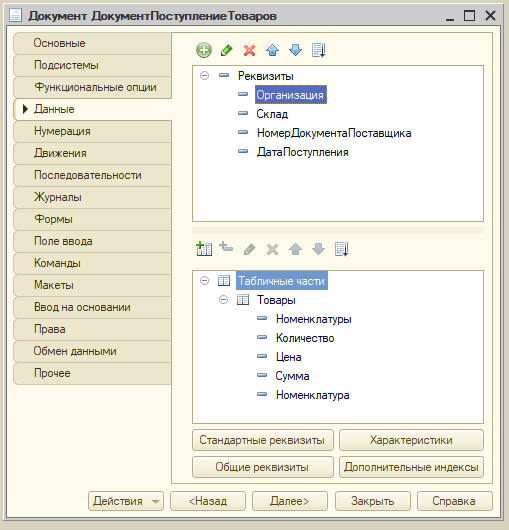 Документ ДокументПоступлениеТоваров
Основные
Подсистемы
Функциональные опции
Данные
Нумерация
Движения
Последовательности
Журналы
Формы
Поле ввода
Команды
Макеты
Ввод на основании
Права
Обмен данными
Прочее
Реквизиты
Организация
Склад
НомерДокументаПоставщика
ДатаПоступления
Табличные части
Товары
Номенклатуры
Количество
Цена
Сумма
Номенклатура
Стандартные реквизиты
Характеристики
Общие реквизиты
Дополнительные индексы
Действия
<Назад
Далее>
Закрыть
Справка